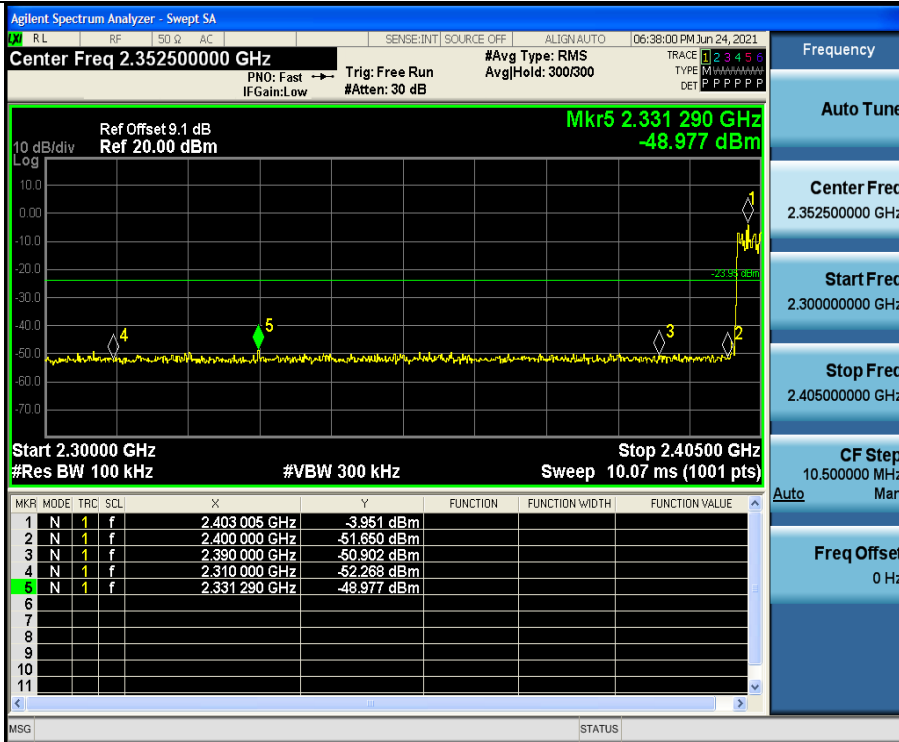 Agilent Spectrum Analyzer - Swept SA
LXI RL RF 50 Ω AC SENSE:INT SOURCE OFF ALIGN AUTO 06:38:00 PM Jun 24, 2021
Center Freq 2.352500000 GHz
PNO: Fast
IFGain:Low
Trig: Free Run
#Atten: 30 dB
#Avg Type: RMS
Avg|Hold: 300/300
TRACE 1 2 3 4 5 6
TYPE M
DET P P P P P P
Mkr5 2.331 290 GHz
-48.977 dBm
Ref Offset 9.1 dB
10 dB/div Ref 20.00 dBm
Log
10.0
0.00
-10.0
-20.0
-30.0
-40.0
-50.0
-60.0
-70.0
1
-23.95 dBm
4
5
3
2
Start 2.30000 GHz Stop 2.40500 GHz
#Res BW 100 kHz #VBW 300 kHz Sweep 10.07 ms (1001 pts)
MKR MODE TRC SCL X Y FUNCTION FUNCTION WIDTH FUNCTION VALUE
1 N 1 f 2.403 005 GHz -3.951 dBm
2 N 1 f 2.400 000 GHz -51.650 dBm
3 N 1 f 2.390 000 GHz -50.902 dBm
4 N 1 f 2.310 000 GHz -52.268 dBm
5 N 1 f 2.331 290 GHz -48.977 dBm
6
7
8
9
10
11
MSG STATUS
Frequency
Auto Tune
Center Freq
2.352500000 GHz
Start Freq
2.300000000 GHz
Stop Freq
2.405000000 GHz
CF Step
10.500000 MHz
Auto Man
Freq Offset
0 Hz